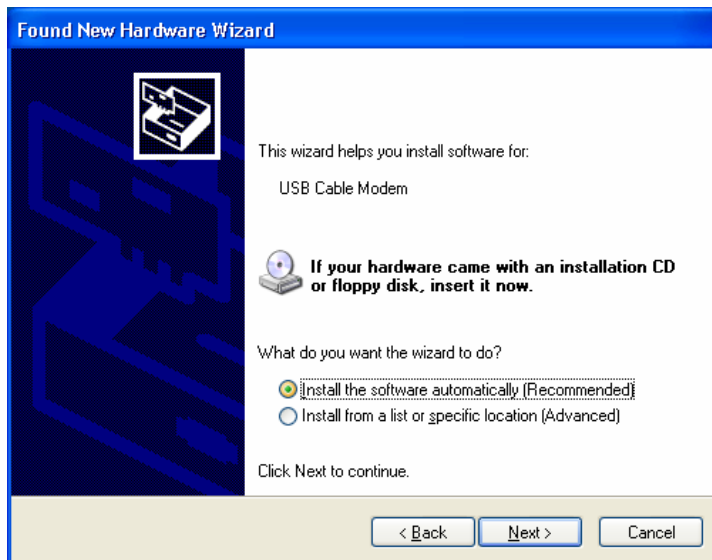 Found New Hardware Wizard
This wizard helps you install software for:
USB Cable Modem
If your hardware came with an installation CD
or floppy disk, insert it now.
What do you want the wizard to do?
Install the software automatically (Recommended)
Install from a list or specific location (Advanced)
Click Next to continue.
< Back Next > Cancel